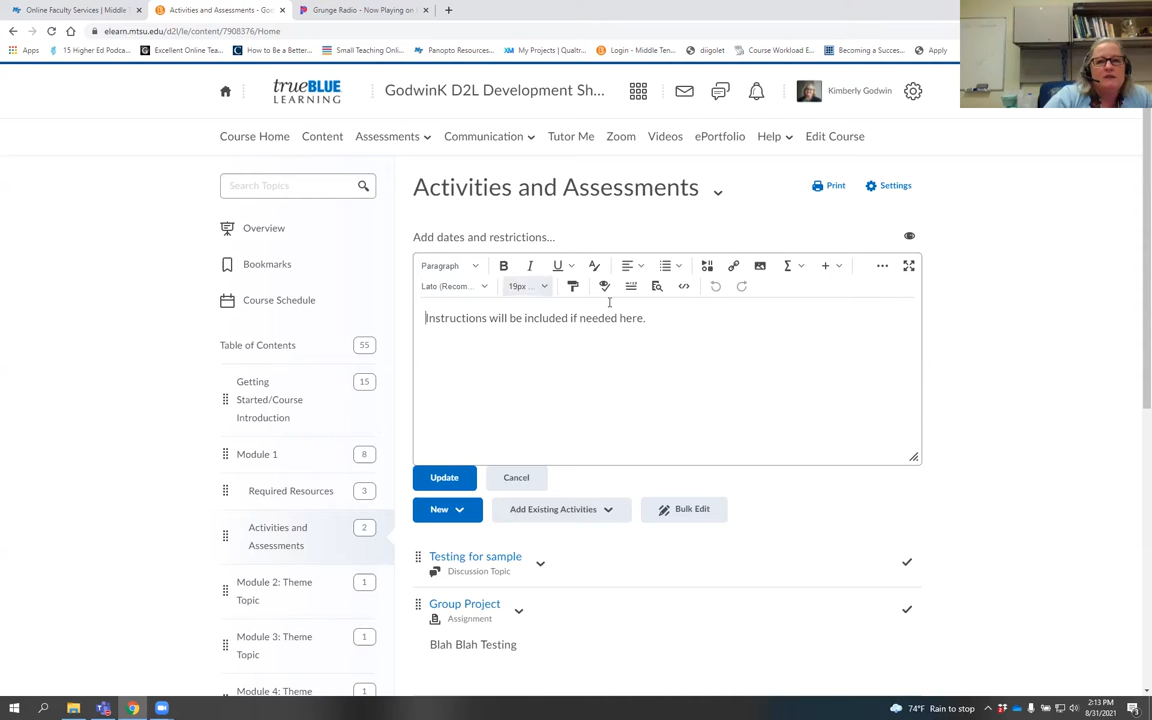 Online Faculty Services | Middle T
Activities and Assessments - God
Grunge Radio - Now Playing on
elearn.mtsu.edu/d2l/le/content/7908376/Home
Apps
15 Higher Ed Podca...
Excellent Online Tea...
How to Be a Better...
Small Teaching Onli...
Panopto Resources...
My Projects | Qualtr...
Login - Middle Ten...
diigolet
Course Workload E...
Becoming a Succes...
Apply
trueBLUE
LEARNING
GodwinK D2L Development Sh...
Kimberly Godwin
Course Home
Content
Assessments
Communication
Tutor Me
Zoom
Videos
ePortfolio
Help
Edit Course
Search Topics
Overview
Bookmarks
Course Schedule
Table of Contents 55
Getting 15
Started/Course
Introduction
Module 1 8
Required Resources 3
Activities and 2
Assessments
Module 2: Theme 1
Topic
Module 3: Theme 1
Topic
Module 4: Theme 1
Activities and Assessments
Print
Settings
Add dates and restrictions...
Paragraph
B
I
U
Σ
Lato (Recom...
19px ...
Instructions will be included if needed here.
Update
Cancel
New
Add Existing Activities
Bulk Edit
Testing for sample
Discussion Topic
Group Project
Assignment
Blah Blah Testing
74°F Rain to stop
2:13 PM
8/31/2021